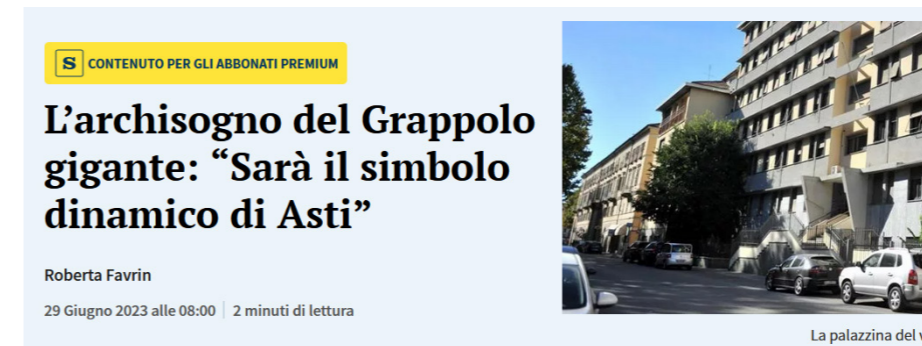 S CONTENUTO PER GLI ABBONATI PREMIUM
L’archisogno del Grappolo
gigante: “Sarà il simbolo
dinamico di Asti”
Roberta Favrin
29 Giugno 2023 alle 08:00 | 2 minuti di lettura
La palazzina del